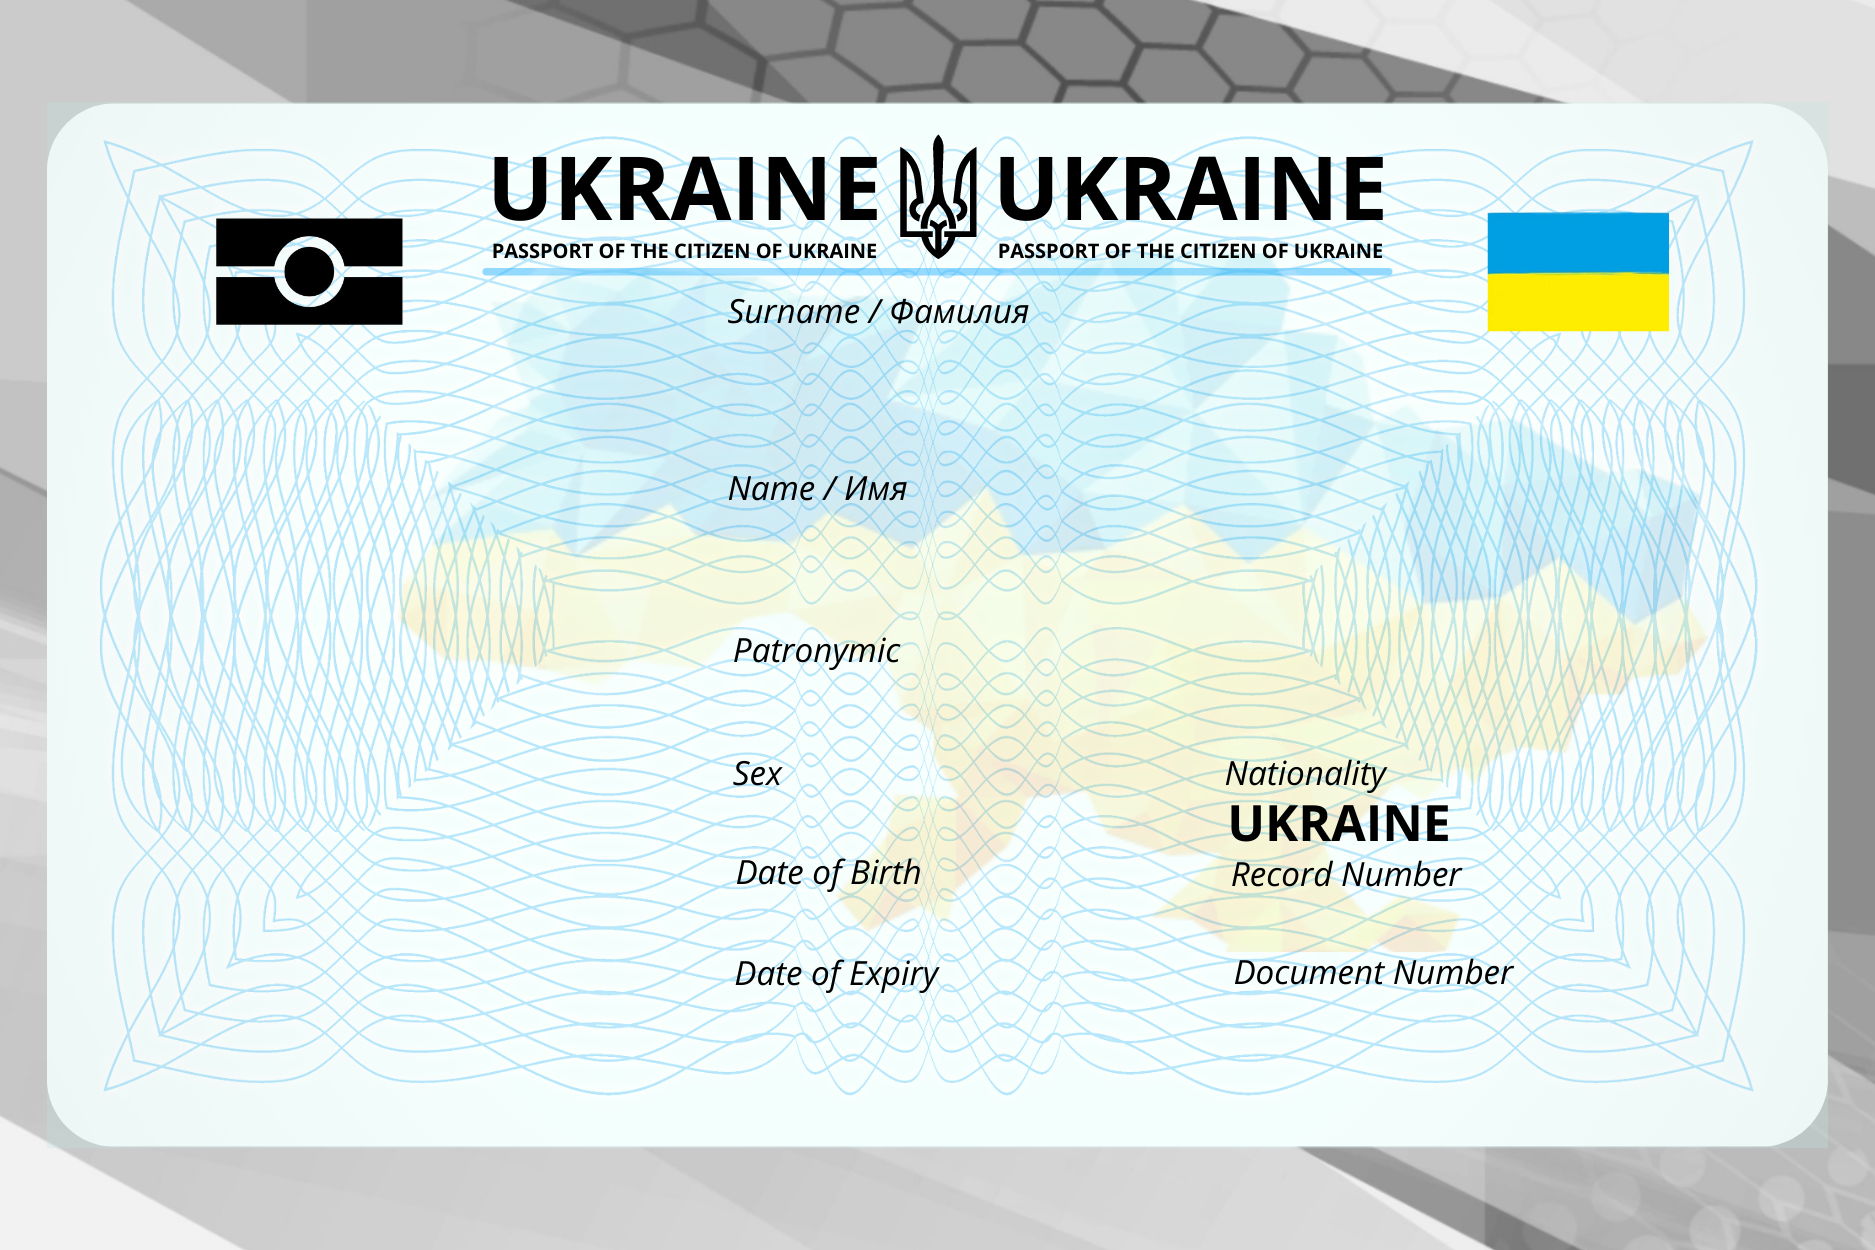 UKRAINE UKRAINE
PASSPORT OF THE CITIZEN OF UKRAINE PASSPORT OF THE CITIZEN OF UKRAINE
Surname / Фамилия
Name / Имя
Patronymic
Sex Nationality
UKRAINE
Date of Birth Record Number
Date of Expiry Document Number